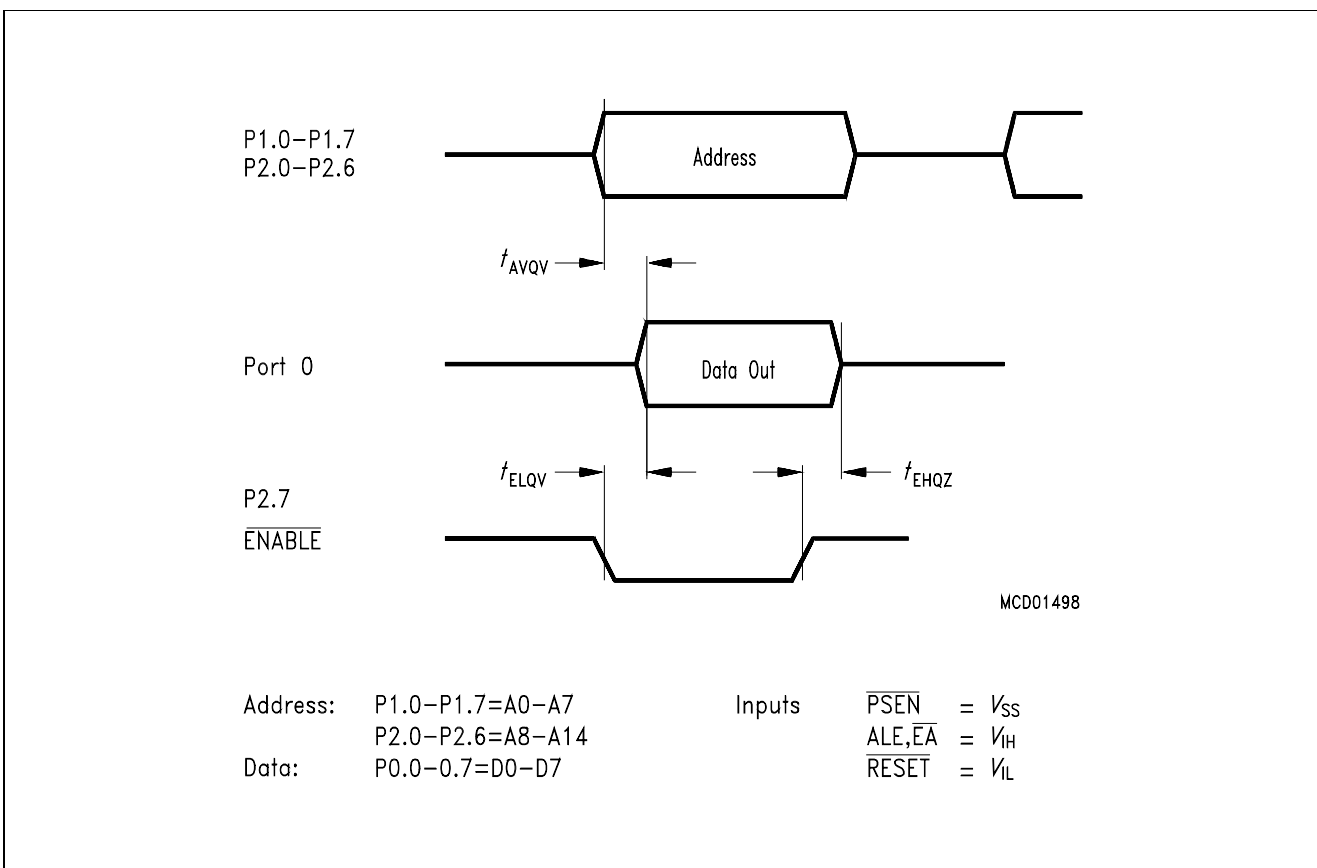 P1.0–P1.7
P2.0–P2.6
Address
tAVQV
Port 0
Data Out
tELQV
tEHQZ
P2.7
ENABLE
MCD01498
Address: P1.0–P1.7=A0–A7 Inputs PSEN = VSS
P2.0–P2.6=A8–A14 ALE,EA = VIH
Data: P0.0–0.7=D0–D7 RESET = VIL